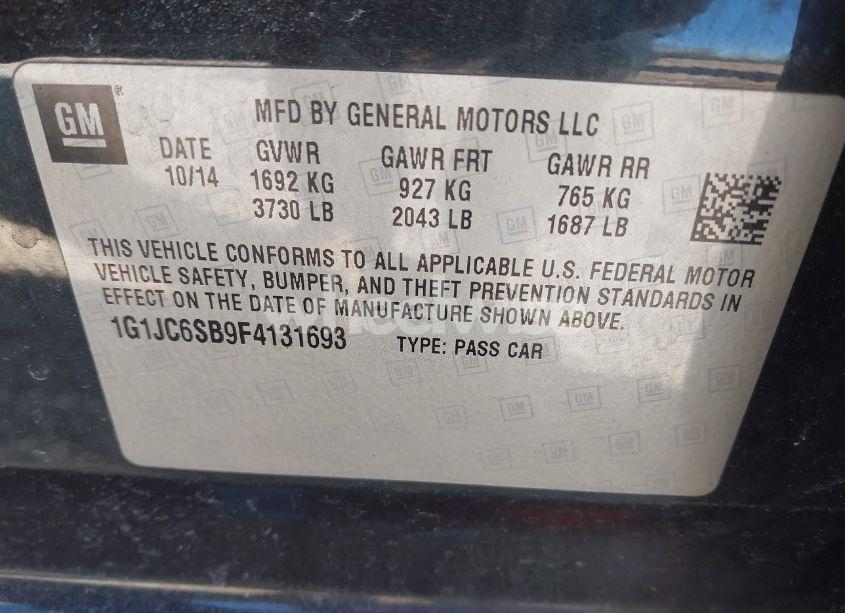 GM
MFD BY GENERAL MOTORS LLC
DATE GVWR GAWR FRT GAWR RR
10/14 1692 KG 927 KG 765 KG
3730 LB 2043 LB 1687 LB
THIS VEHICLE CONFORMS TO ALL APPLICABLE U.S. FEDERAL MOTOR
VEHICLE SAFETY, BUMPER, AND THEFT PREVENTION STANDARDS IN
EFFECT ON THE DATE OF MANUFACTURE SHOWN ABOVE.
1G1JC6SB9F4131693 TYPE: PASS CAR